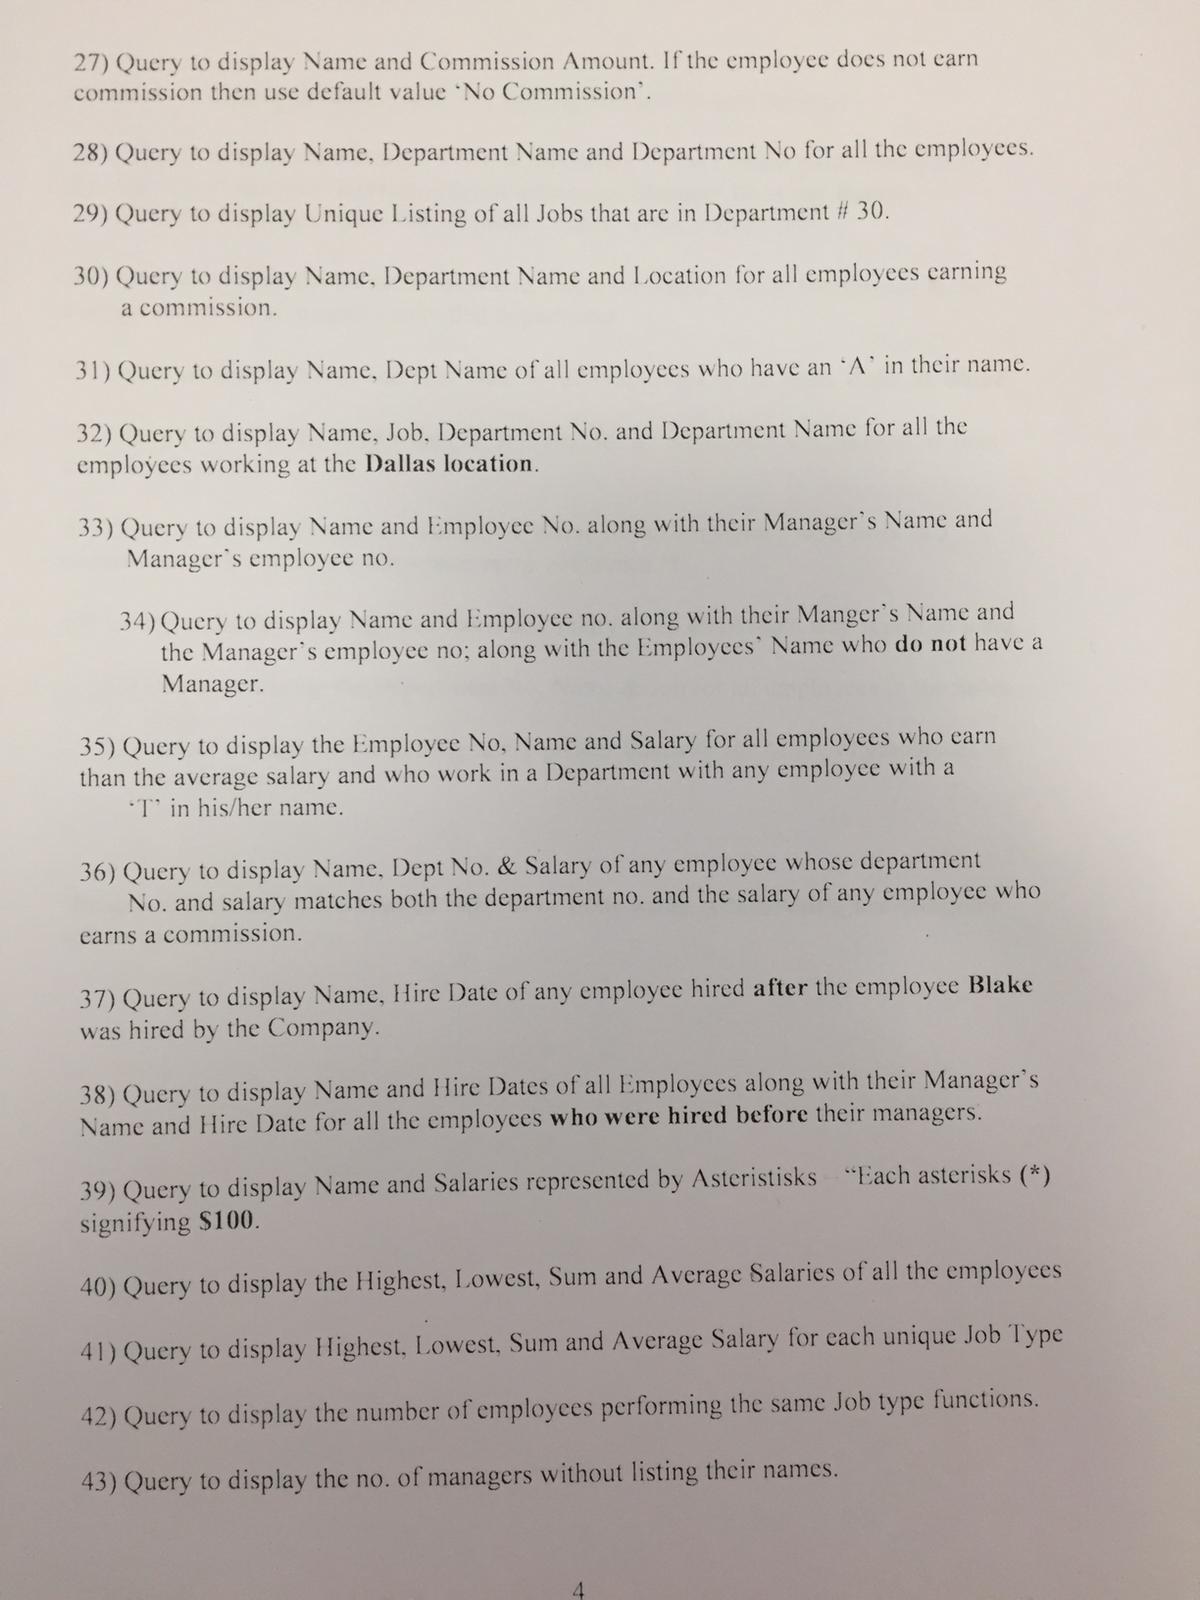 27) Query to display Name and Commission Amount. If the employee does not earn
commission then use default value ‘No Commission’.
28) Query to display Name, Department Name and Department No for all the employees.
29) Query to display Unique Listing of all Jobs that are in Department # 30.
30) Query to display Name, Department Name and Location for all employees earning
a commission.
31) Query to display Name, Dept Name of all employees who have an ‘A’ in their name.
32) Query to display Name, Job, Department No. and Department Name for all the
employees working at the Dallas location.
33) Query to display Name and Employee No. along with their Manager’s Name and
Manager’s employee no.
34) Query to display Name and Employee no. along with their Manger’s Name and
the Manager’s employee no; along with the Employees’ Name who do not have a
Manager.
35) Query to display the Employee No, Name and Salary for all employees who earn
than the average salary and who work in a Department with any employee with a
‘T’ in his/her name.
36) Query to display Name, Dept No. & Salary of any employee whose department
No. and salary matches both the department no. and the salary of any employee who
earns a commission.
37) Query to display Name, Hire Date of any employee hired after the employee Blake
was hired by the Company.
38) Query to display Name and Hire Dates of all Employees along with their Manager’s
Name and Hire Date for all the employees who were hired before their managers.
39) Query to display Name and Salaries represented by Asteristisks “Each asterisks (*)
signifying $100.
40) Query to display the Highest, Lowest, Sum and Average Salaries of all the employees
41) Query to display Highest, Lowest, Sum and Average Salary for each unique Job Type
42) Query to display the number of employees performing the same Job type functions.
43) Query to display the no. of managers without listing their names.
4